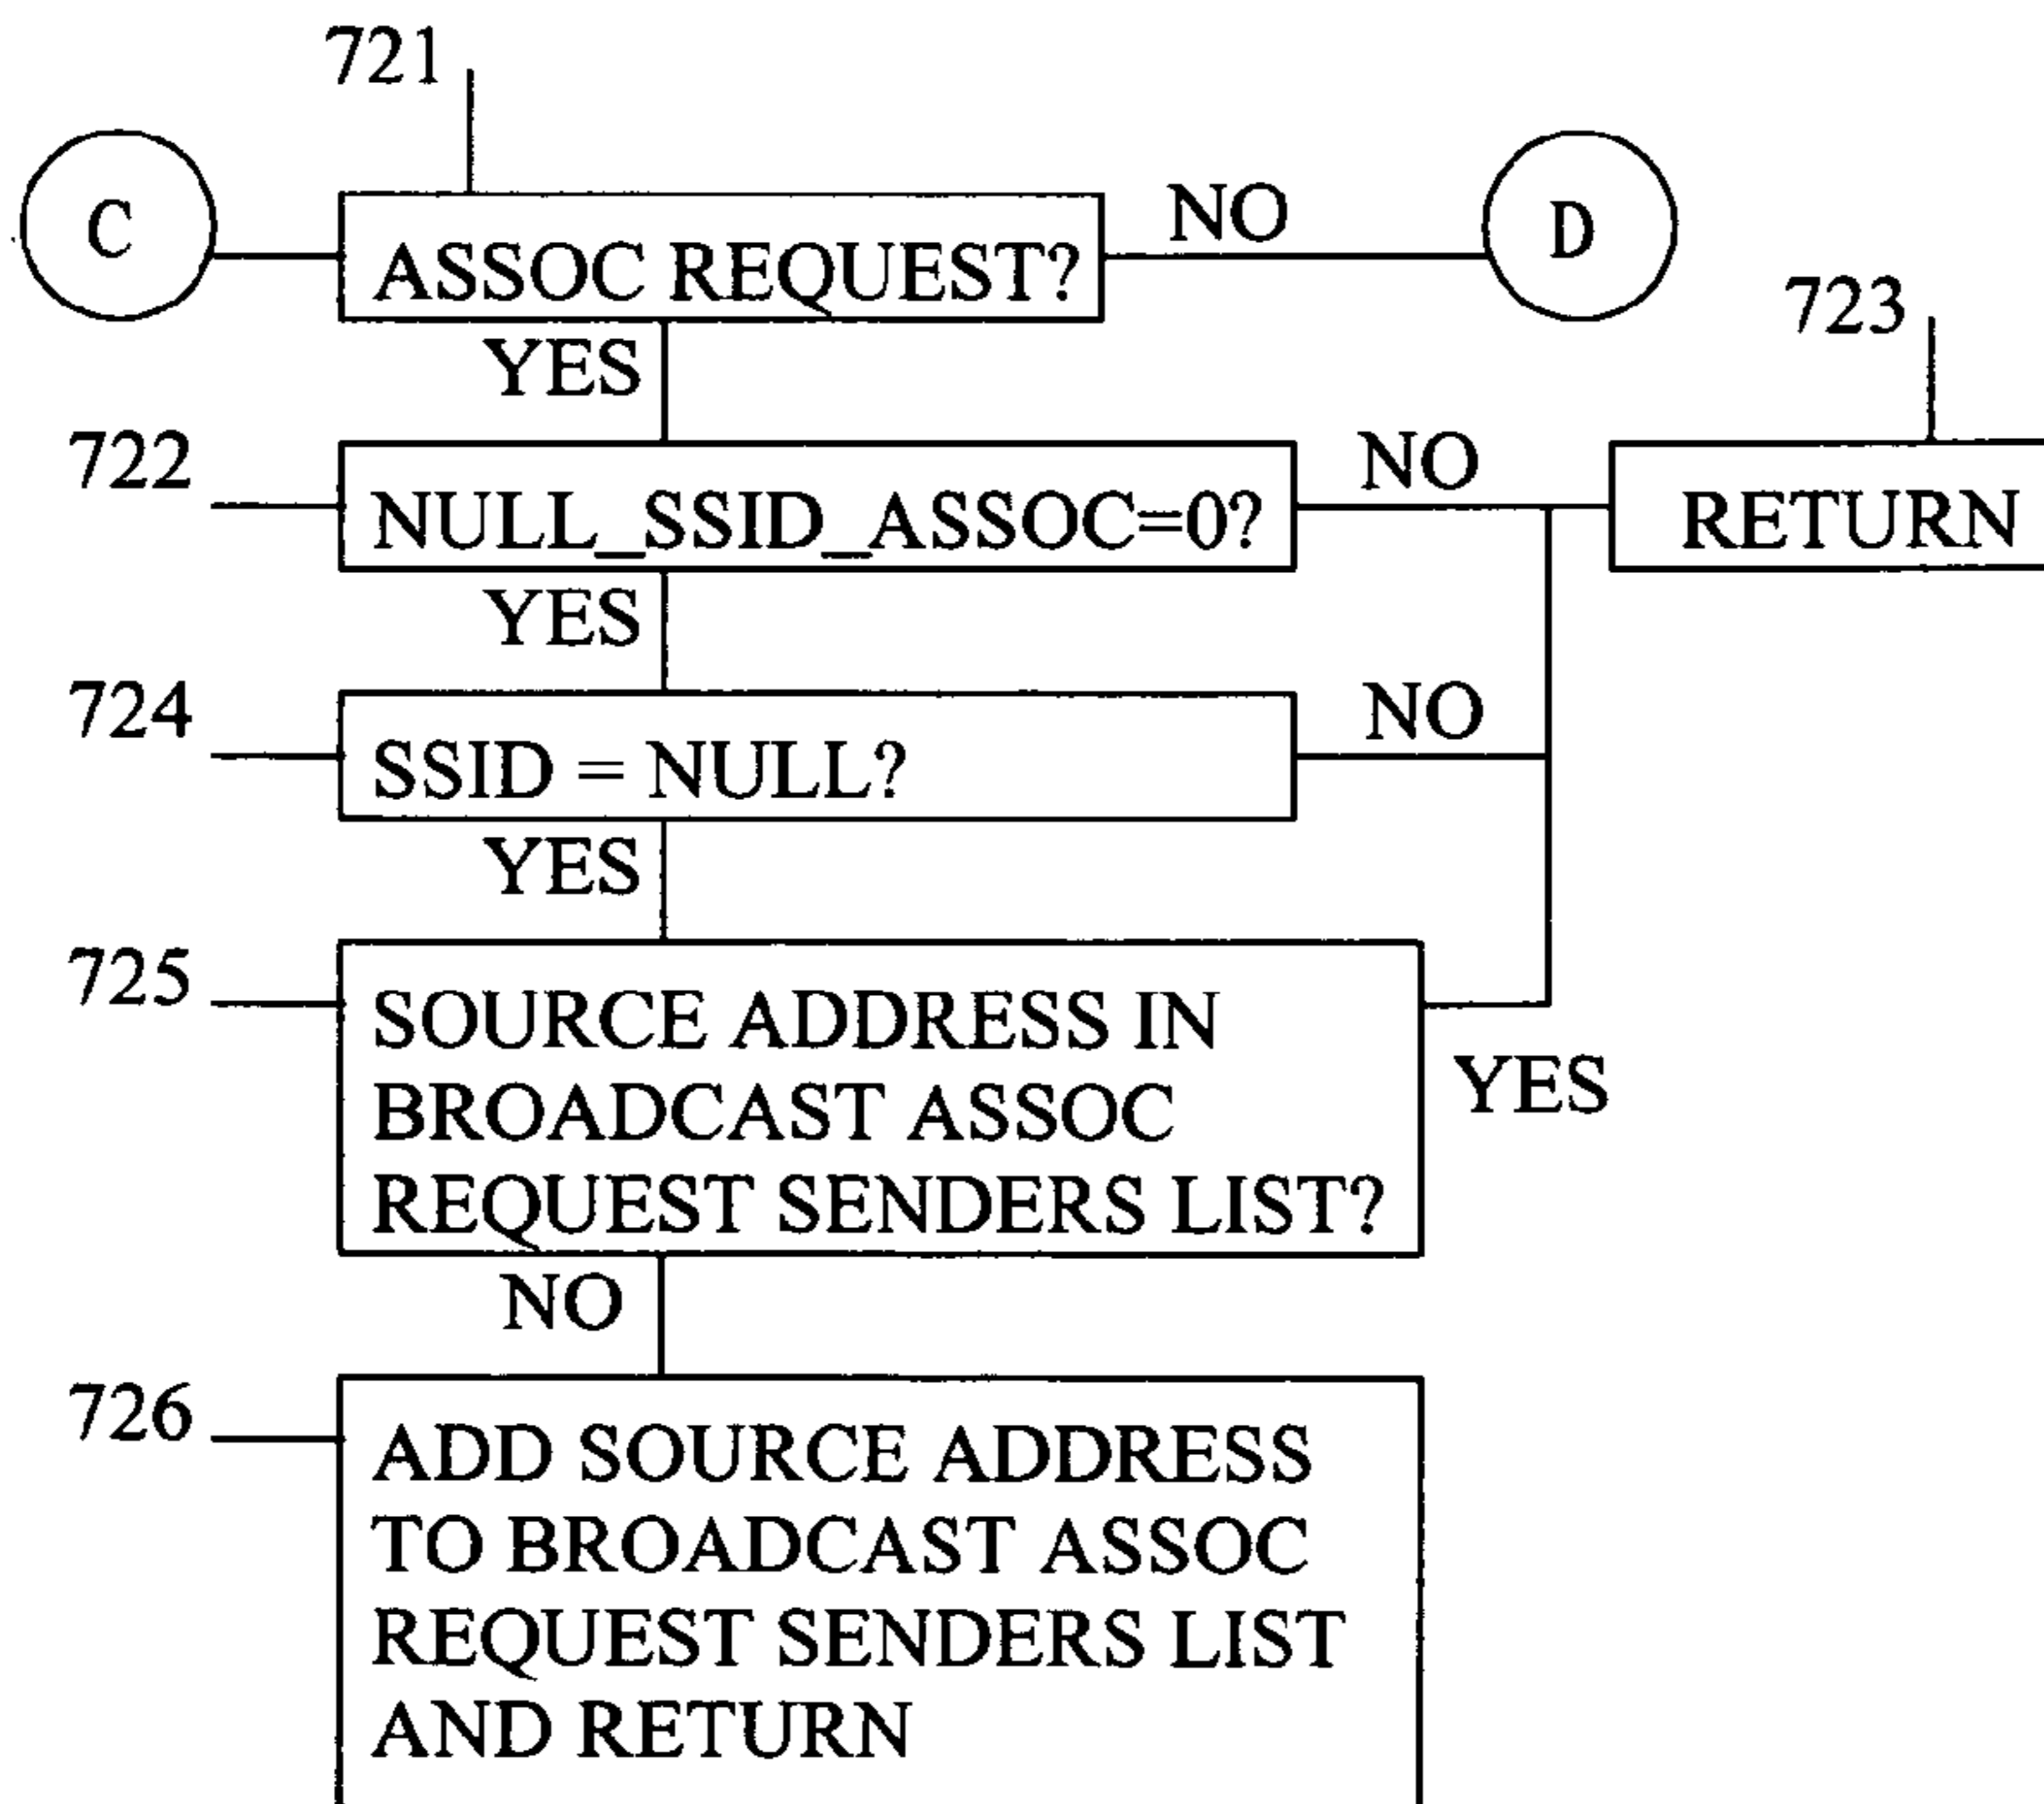 721
C
ASSOC REQUEST?
NO
D
723
YES
722
NULL_SSID_ASSOC=0?
NO
RETURN
YES
724
SSID = NULL?
NO
YES
725
SOURCE ADDRESS IN
BROADCAST ASSOC
REQUEST SENDERS LIST?
YES
NO
726
ADD SOURCE ADDRESS
TO BROADCAST ASSOC
REQUEST SENDERS LIST
AND RETURN